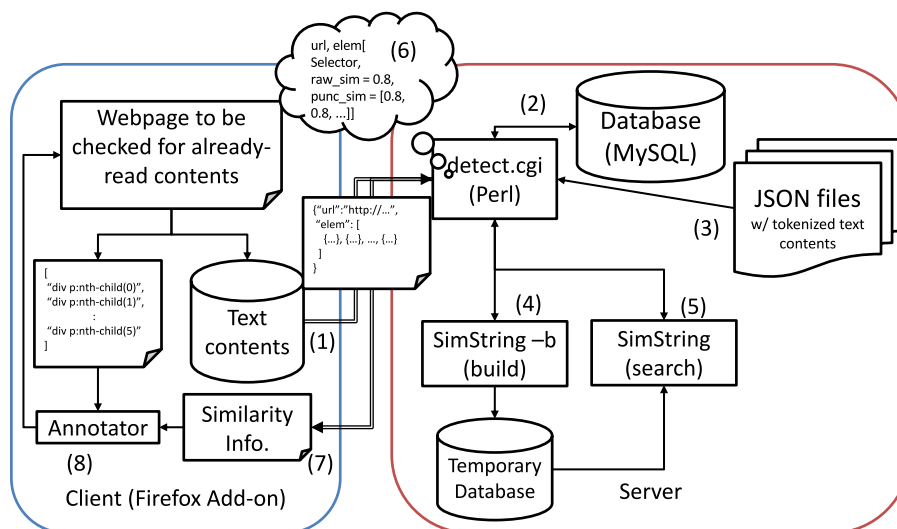 url, elem[
Selector,
raw_sim = 0.8,
punc_sim = [0.8,
0.8, ...]]
(6)
Webpage to be
checked for already-
read contents
(2)
Database
(MySQL)
detect.cgi
(Perl)
JSON files
w/ tokenized text
contents
(3)
{"url":"http://...",
"elem": [
{...}, {...}, ..., {...}
]
}
[
"div p:nth-child(0)",
"div p:nth-child(1)",
:
"div p:nth-child(5)"
]
Text
contents
(1)
(4)
SimString –b
(build)
(5)
SimString
(search)
Annotator
(8)
Similarity
Info.
(7)
Temporary
Database
Client (Firefox Add-on)
Server